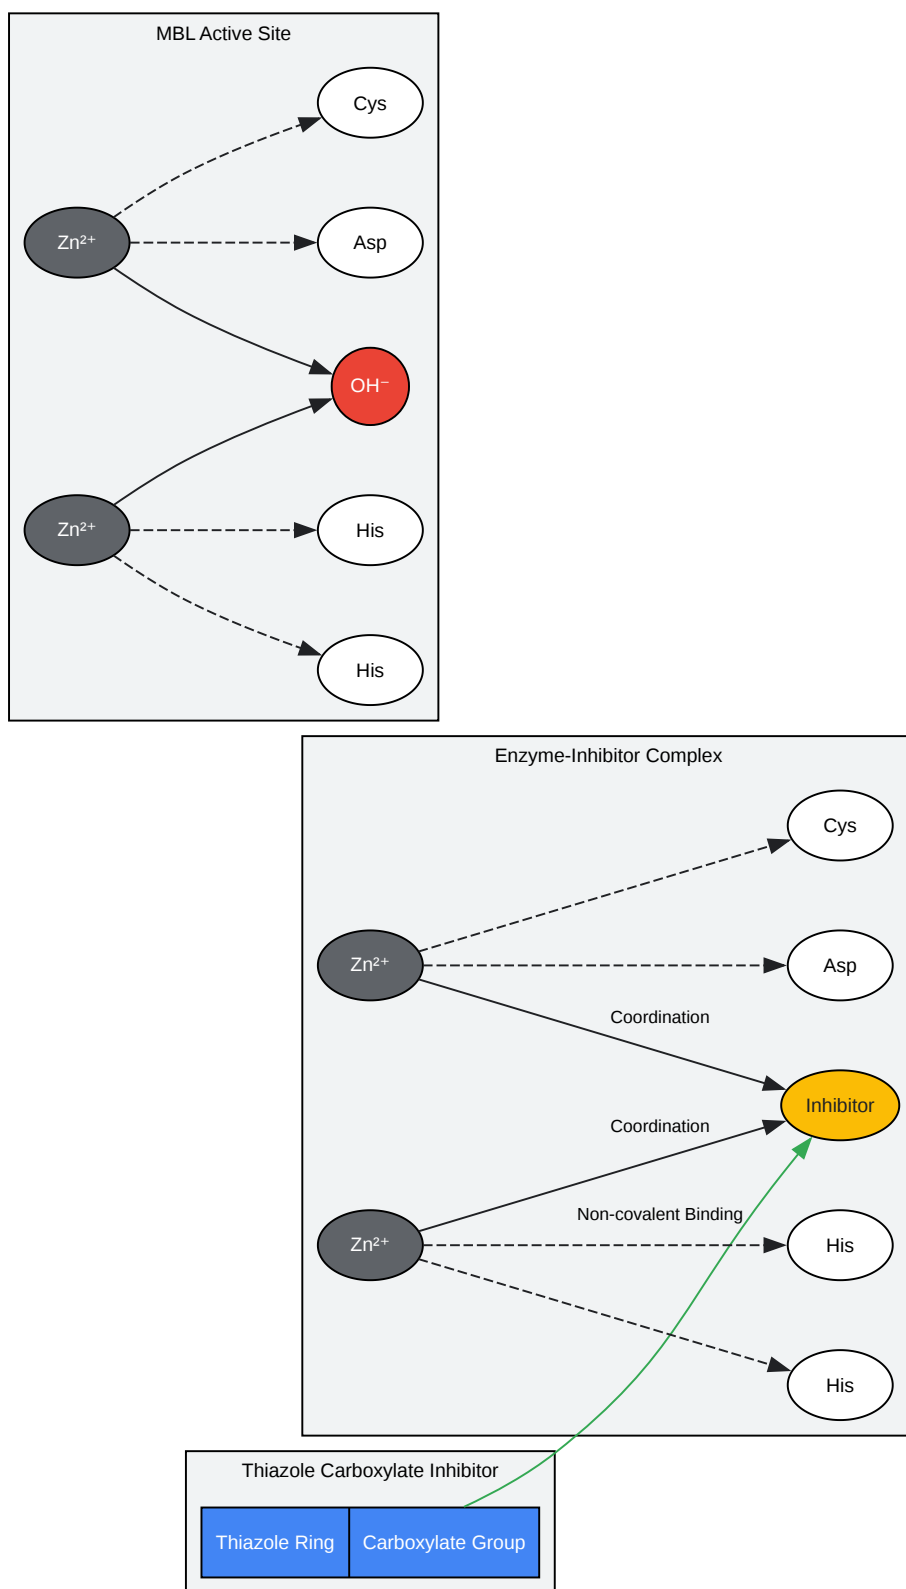 MBL Active Site
Cys
Zn²⁺
Asp
OH⁻
Zn²⁺
His
His
Enzyme-Inhibitor Complex
Cys
Zn²⁺
Asp
Coordination
Inhibitor
Coordination
Non-covalent Binding
Zn²⁺
His
His
Thiazole Carboxylate Inhibitor
Thiazole Ring
Carboxylate Group